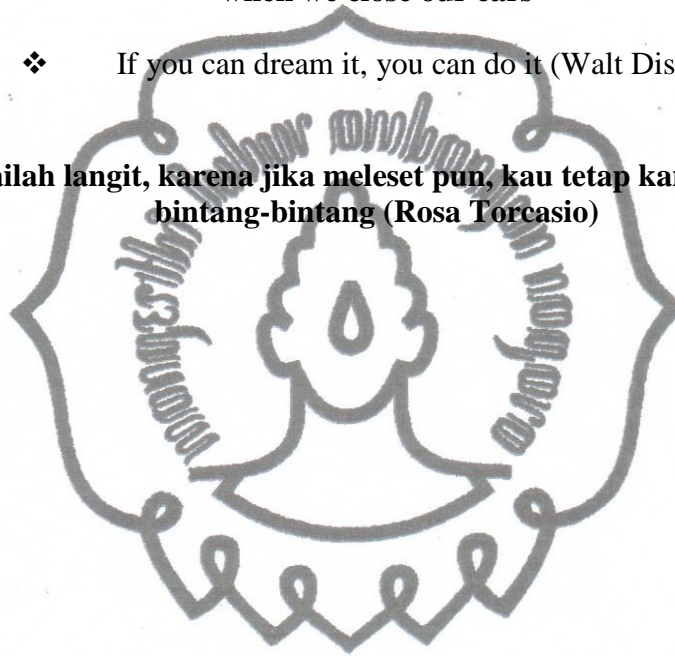 when we close our ears
❖ If you can dream it, you can do it (Walt Dis
ilah langit, karena jika meleset pun, kau tetap kar
bintang-bintang (Rosa Torcasio)